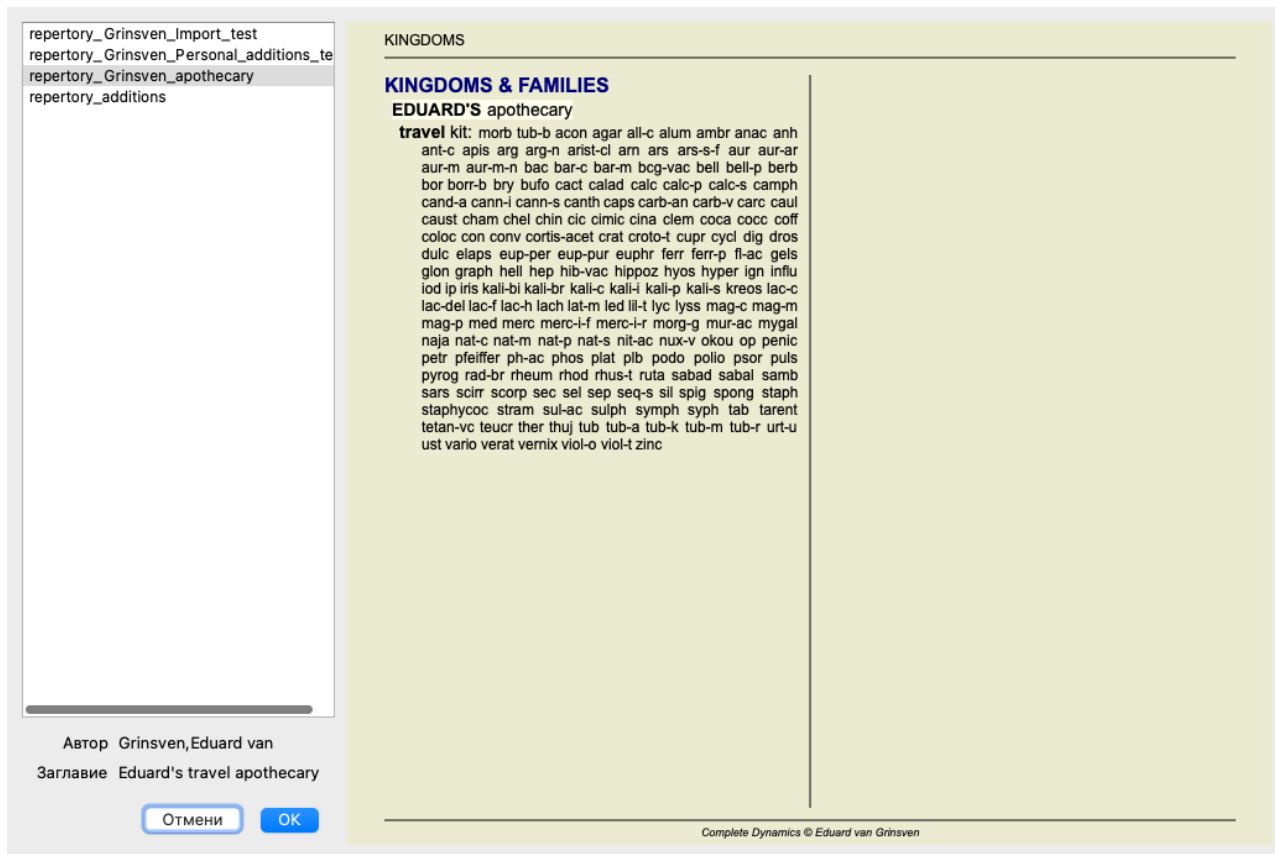 repertory_Grinsven_Import_test
repertory_Grinsven_Personal_additions_te
repertory_Grinsven_apothecary
repertory_additions
Автор Grinsven,Eduard van
Заглавие Eduard's travel apothecary
Отмени OK
KINGDOMS
KINGDOMS & FAMILIES
EDUARD'S apothecary
travel kit: morb tub-b acon agar all-c alum ambr anac anh
ant-c apis arg arg-n arist-cl arn ars ars-s-f aur aur-ar
aur-m aur-m-n bac bar-c bar-m bcg-vac bell bell-p berb
bor borr-b bry bufo cact calad calc calc-p calc-s camph
cand-a cann-i cann-s canth caps carb-an carb-v carc caul
caust cham chel chin cic cimic cina clem coca cocc coff
coloc con conv cortis-acet crat croto-t cupr cycl dig dros
dulc elaps eup-per eup-pur euphr ferr ferr-p fl-ac gels
glon graph hell hep hib-vac hippoz hyos hyper ign influ
iod ip iris kali-bi kali-br kali-c kali-i kali-p kali-s kreos lac-c
lac-del lac-f lac-h lach lat-m led lil-t lyc lyss mag-c mag-m
mag-p med merc merc-i-f merc-i-r morg-g mur-ac mygal
naja nat-c nat-m nat-p nat-s nit-ac nux-v okou op penic
petr pfeiffer ph-ac phos plat plb podo polio psor puls
pyrog rad-br rheum rhod rhus-t ruta sabad sabal samb
sars scirr scorp sec sel sep seq-s sil spig spong staph
staphycoc stram sul-ac sulph symph syph tab tarent
tetan-vc teucr ther thuj tub tub-a tub-k tub-m tub-r urt-u
ust vario verat vernix viol-o viol-t zinc
Complete Dynamics © Eduard van Grinsven